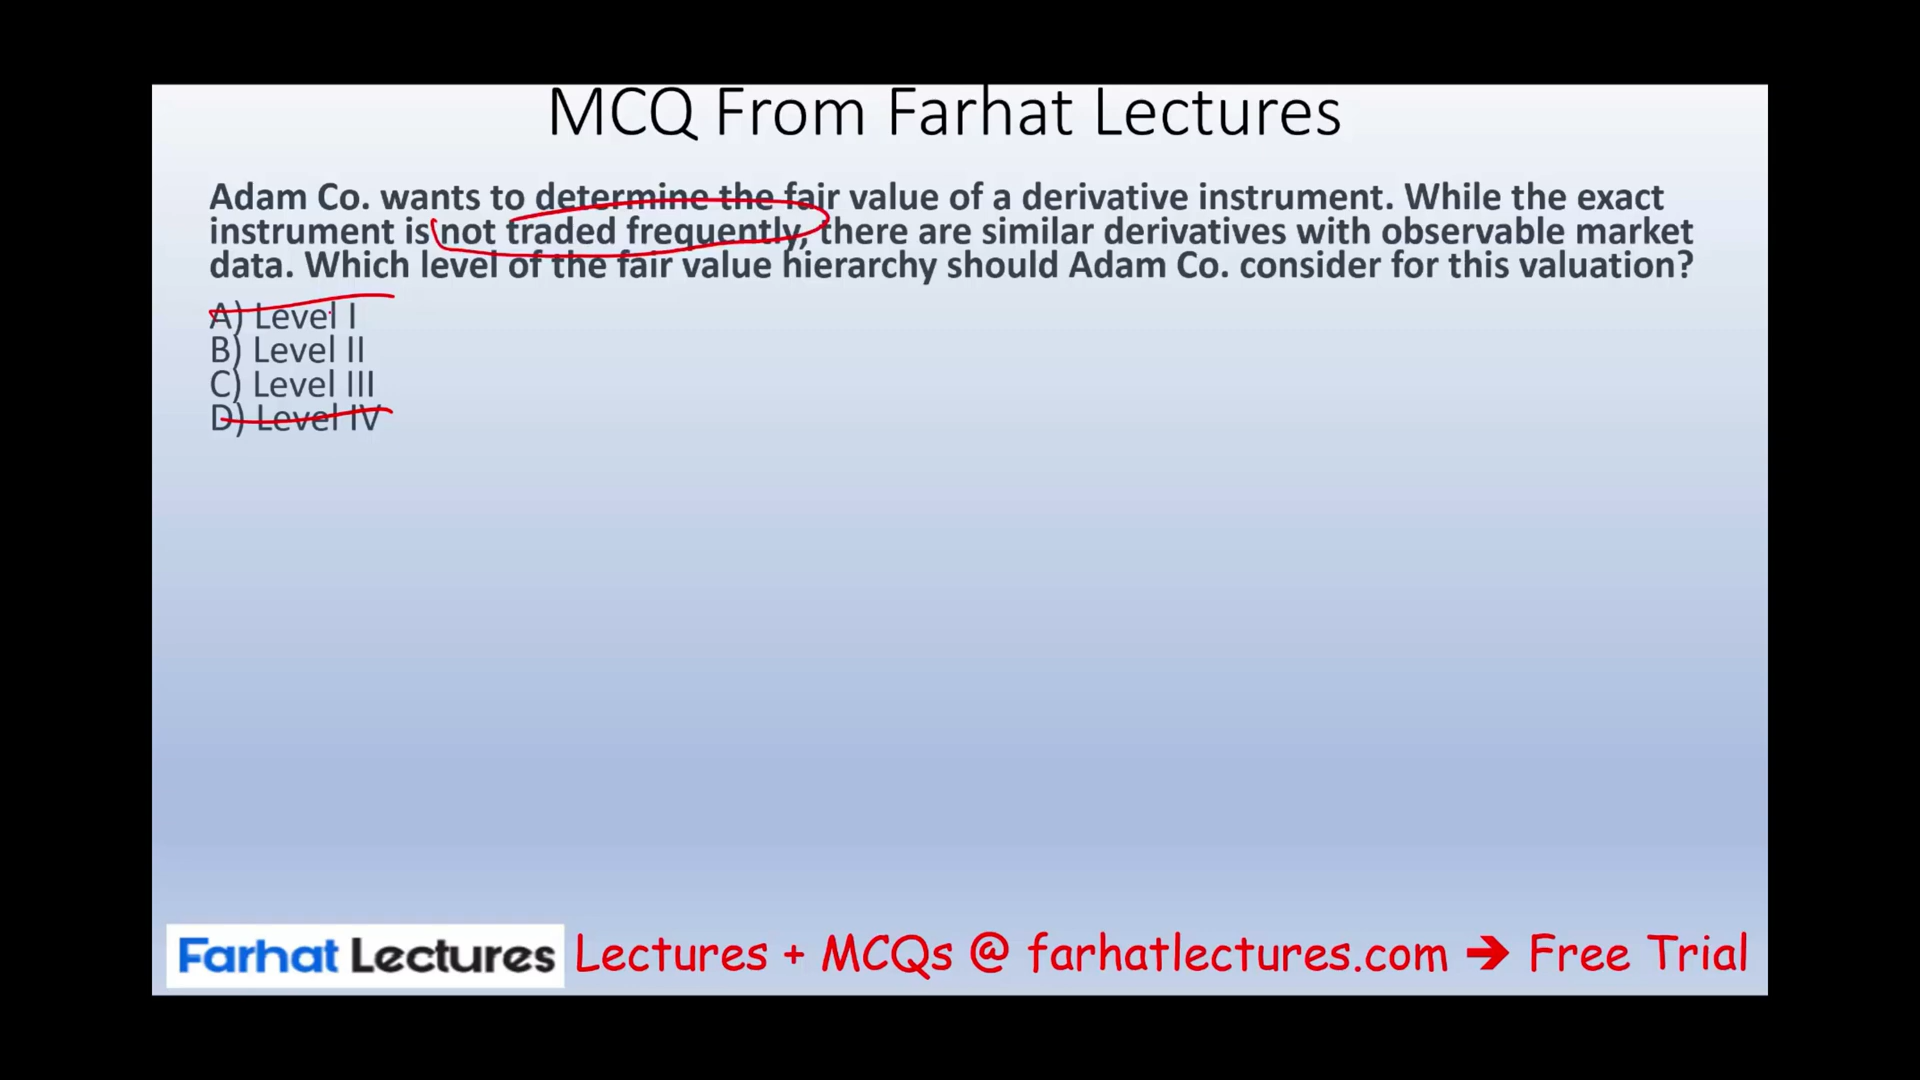 MCQ From Farhat Lectures
Adam Co. wants to determine the fair value of a derivative instrument. While the exact
instrument is not traded frequently, there are similar derivatives with observable market
data. Which level of the fair value hierarchy should Adam Co. consider for this valuation?
A) Level I
B) Level II
C) Level III
D) Level IV
Farhat Lectures Lectures + MCQs @ farhatlectures.com ➔ Free Trial